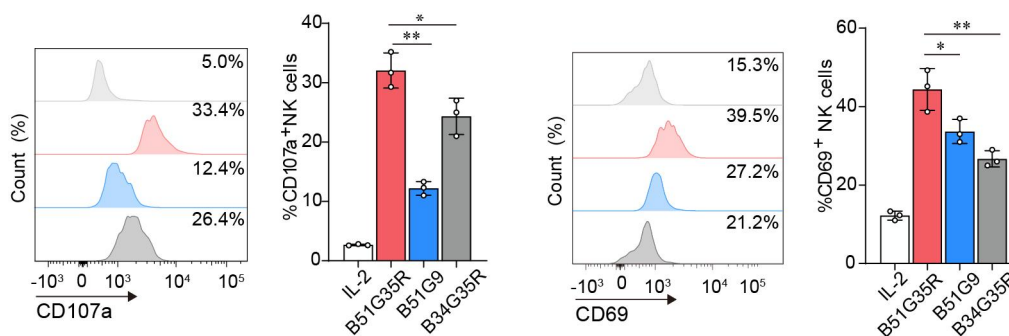 Count (%)
5.0%
33.4%
12.4%
26.4%
-10³ 0 10³ 10⁴ 10⁵
CD107a
%CD107a⁺NK cells
40
30
20
10
0
*
**
IL-2
B51G35R
B51G9
B34G35R
Count (%)
15.3%
39.5%
27.2%
21.2%
-10³ 0 10³ 10⁴ 10⁵
CD69
%CD69⁺ NK cells
60
40
20
0
**
*
IL-2
B51G35R
B51G9
B34G35R